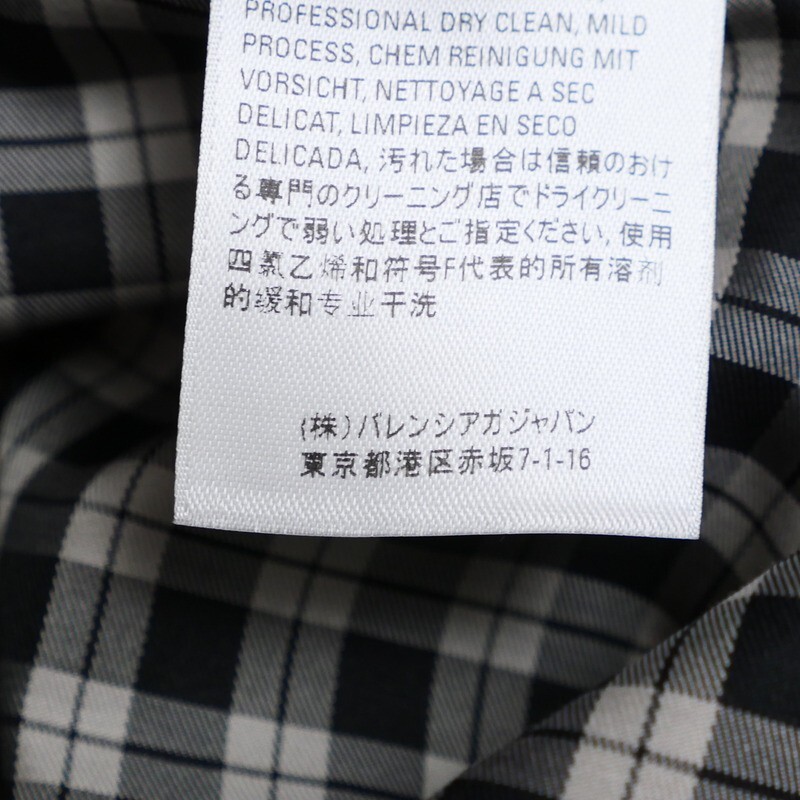 PROFESSIONAL DRY CLEAN, MILD
PROCESS, CHEM REINIGUNG MIT
VORSICHT, NETTOYAGE A SEC
DELICAT, LIMPIEZA EN SECO
DELICADA, 汚れた場合は信頼のおけ
る専門のクリーニング店でドライクリーニ
ングで弱い処理とご指定ください, 使用
四氯乙烯和符号F代表的所有溶剂
的缓和专业干洗
(株)バレンシアガジャパン
東京都港区赤坂7-1-16